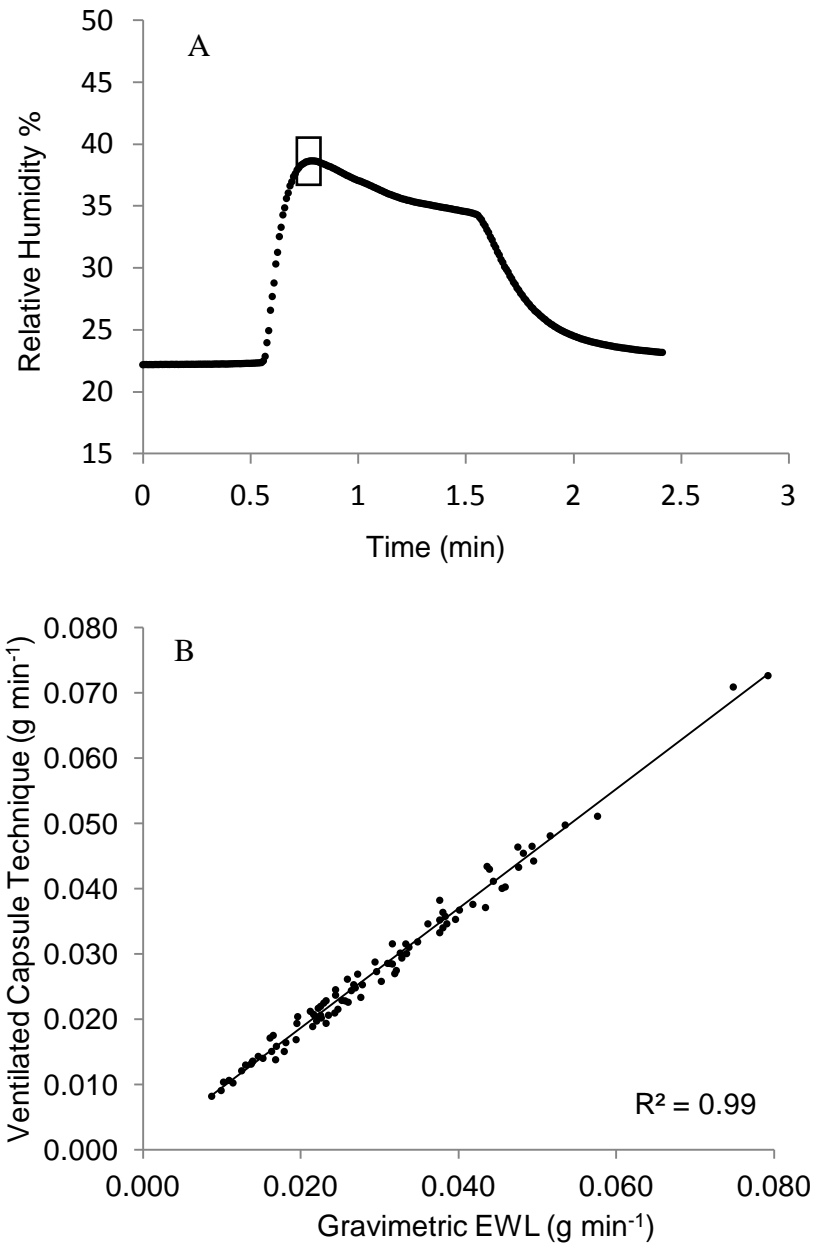 A
50
45
40
35
30
25
20
15
Relative Humidity %
0 0.5 1 1.5 2 2.5 3
Time (min)
B
0.080
0.070
0.060
0.050
0.040
0.030
0.020
0.010
0.000
Ventilated Capsule Technique (g min⁻¹)
R² = 0.99
0.000 0.020 0.040 0.060 0.080
Gravimetric EWL (g min⁻¹)